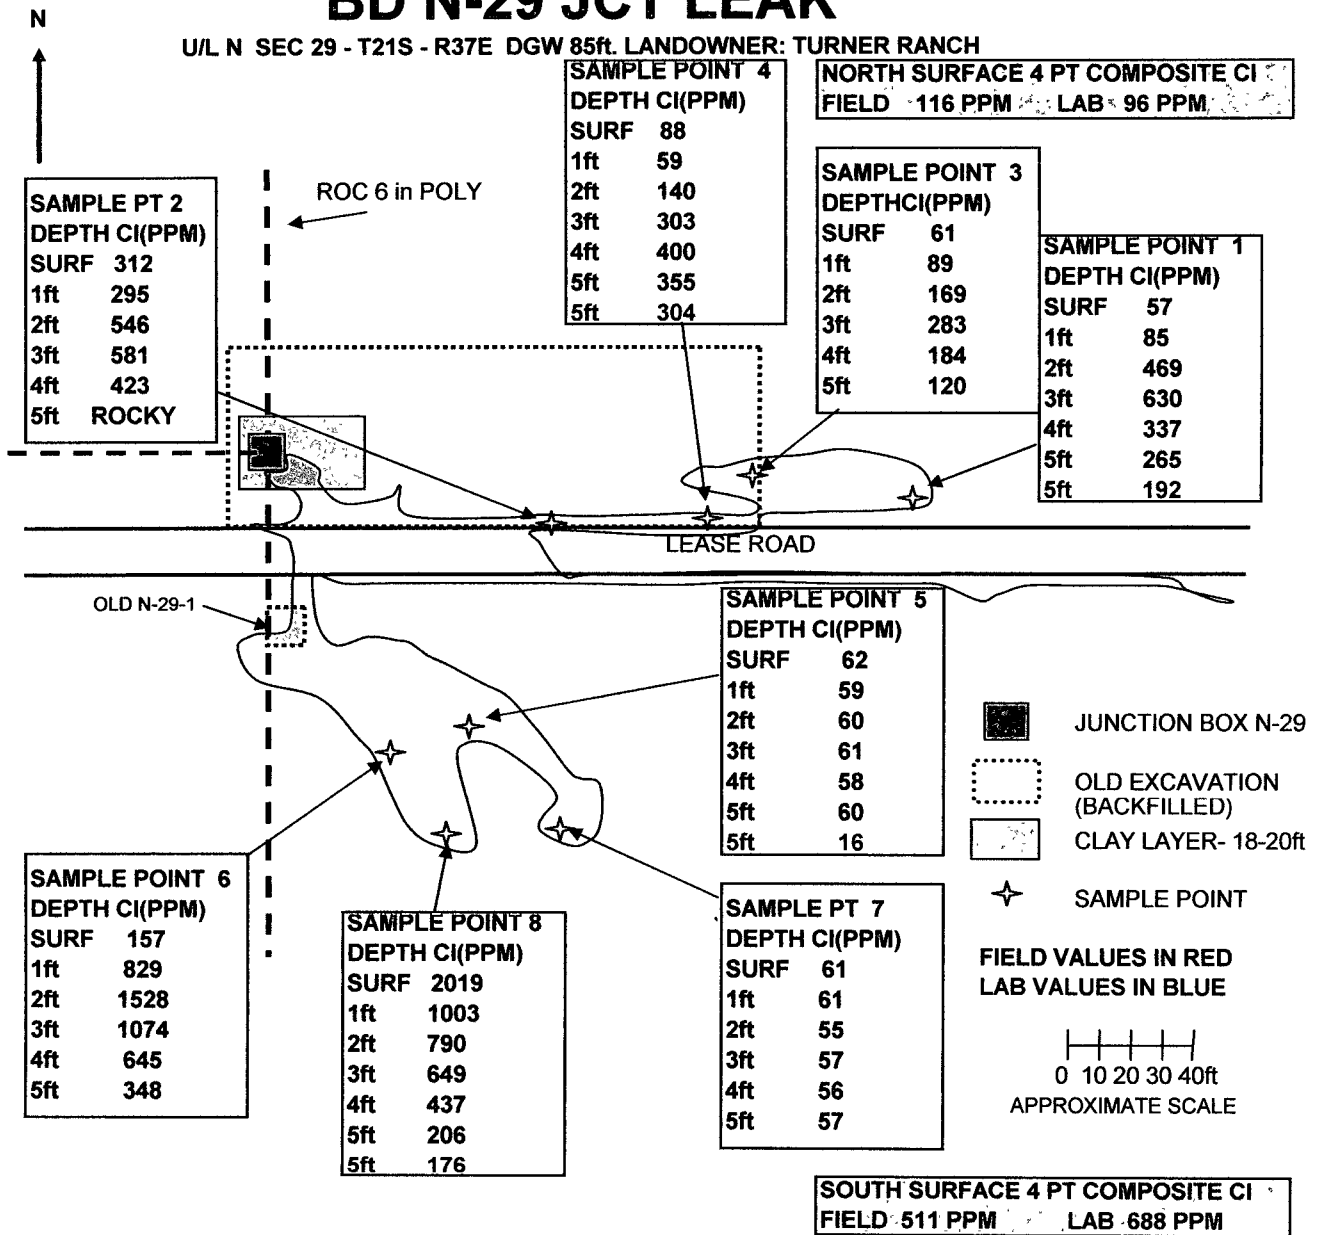 N
BD N-29 JCT LEAK
U/L N SEC 29 - T21S - R37E DGW 85ft. LANDOWNER: TURNER RANCH
NORTH SURFACE 4 PT COMPOSITE Cl
FIELD 116 PPM LAB 96 PPM
SAMPLE POINT 4
DEPTH Cl(PPM)
SURF 88
1ft 59
2ft 140
3ft 303
4ft 400
5ft 355
5ft 304
SAMPLE POINT 3
DEPTHCl(PPM)
SURF 61
1ft 89
2ft 169
3ft 283
4ft 184
5ft 120
SAMPLE PT 2
DEPTH Cl(PPM)
SURF 312
1ft 295
2ft 546
3ft 581
4ft 423
5ft ROCKY
ROC 6 in POLY
SAMPLE POINT 1
DEPTH Cl(PPM)
SURF 57
1ft 85
2ft 469
3ft 630
4ft 337
5ft 265
5ft 192
LEASE ROAD
OLD N-29-1
SAMPLE POINT 5
DEPTH Cl(PPM)
SURF 62
1ft 59
2ft 60
3ft 61
4ft 58
5ft 60
5ft 16
JUNCTION BOX N-29
OLD EXCAVATION
(BACKFILLED)
CLAY LAYER- 18-20ft
SAMPLE POINT
SAMPLE POINT 6
DEPTH Cl(PPM)
SURF 157
1ft 829
2ft 1528
3ft 1074
4ft 645
5ft 348
SAMPLE POINT 8
DEPTH Cl(PPM)
SURF 2019
1ft 1003
2ft 790
3ft 649
4ft 437
5ft 206
5ft 176
SAMPLE PT 7
DEPTH Cl(PPM)
SURF 61
1ft 61
2ft 55
3ft 57
4ft 56
5ft 57
FIELD VALUES IN RED
LAB VALUES IN BLUE
0 10 20 30 40ft
APPROXIMATE SCALE
SOUTH SURFACE 4 PT COMPOSITE Cl
FIELD 511 PPM LAB 688 PPM